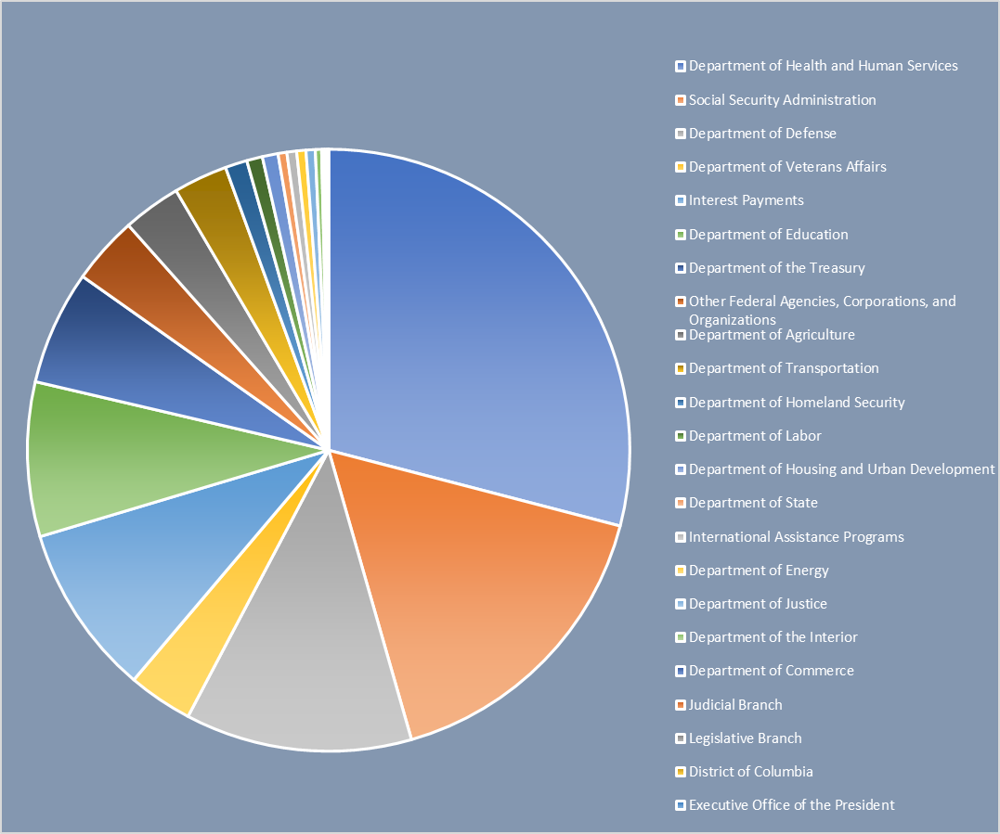 Department of Health and Human Services
Social Security Administration
Department of Defense
Department of Veterans Affairs
Interest Payments
Department of Education
Department of the Treasury
Other Federal Agencies, Corporations, and
Organizations
Department of Agriculture
Department of Transportation
Department of Homeland Security
Department of Labor
Department of Housing and Urban Development
Department of State
International Assistance Programs
Department of Energy
Department of Justice
Department of the Interior
Department of Commerce
Judicial Branch
Legislative Branch
District of Columbia
Executive Office of the President